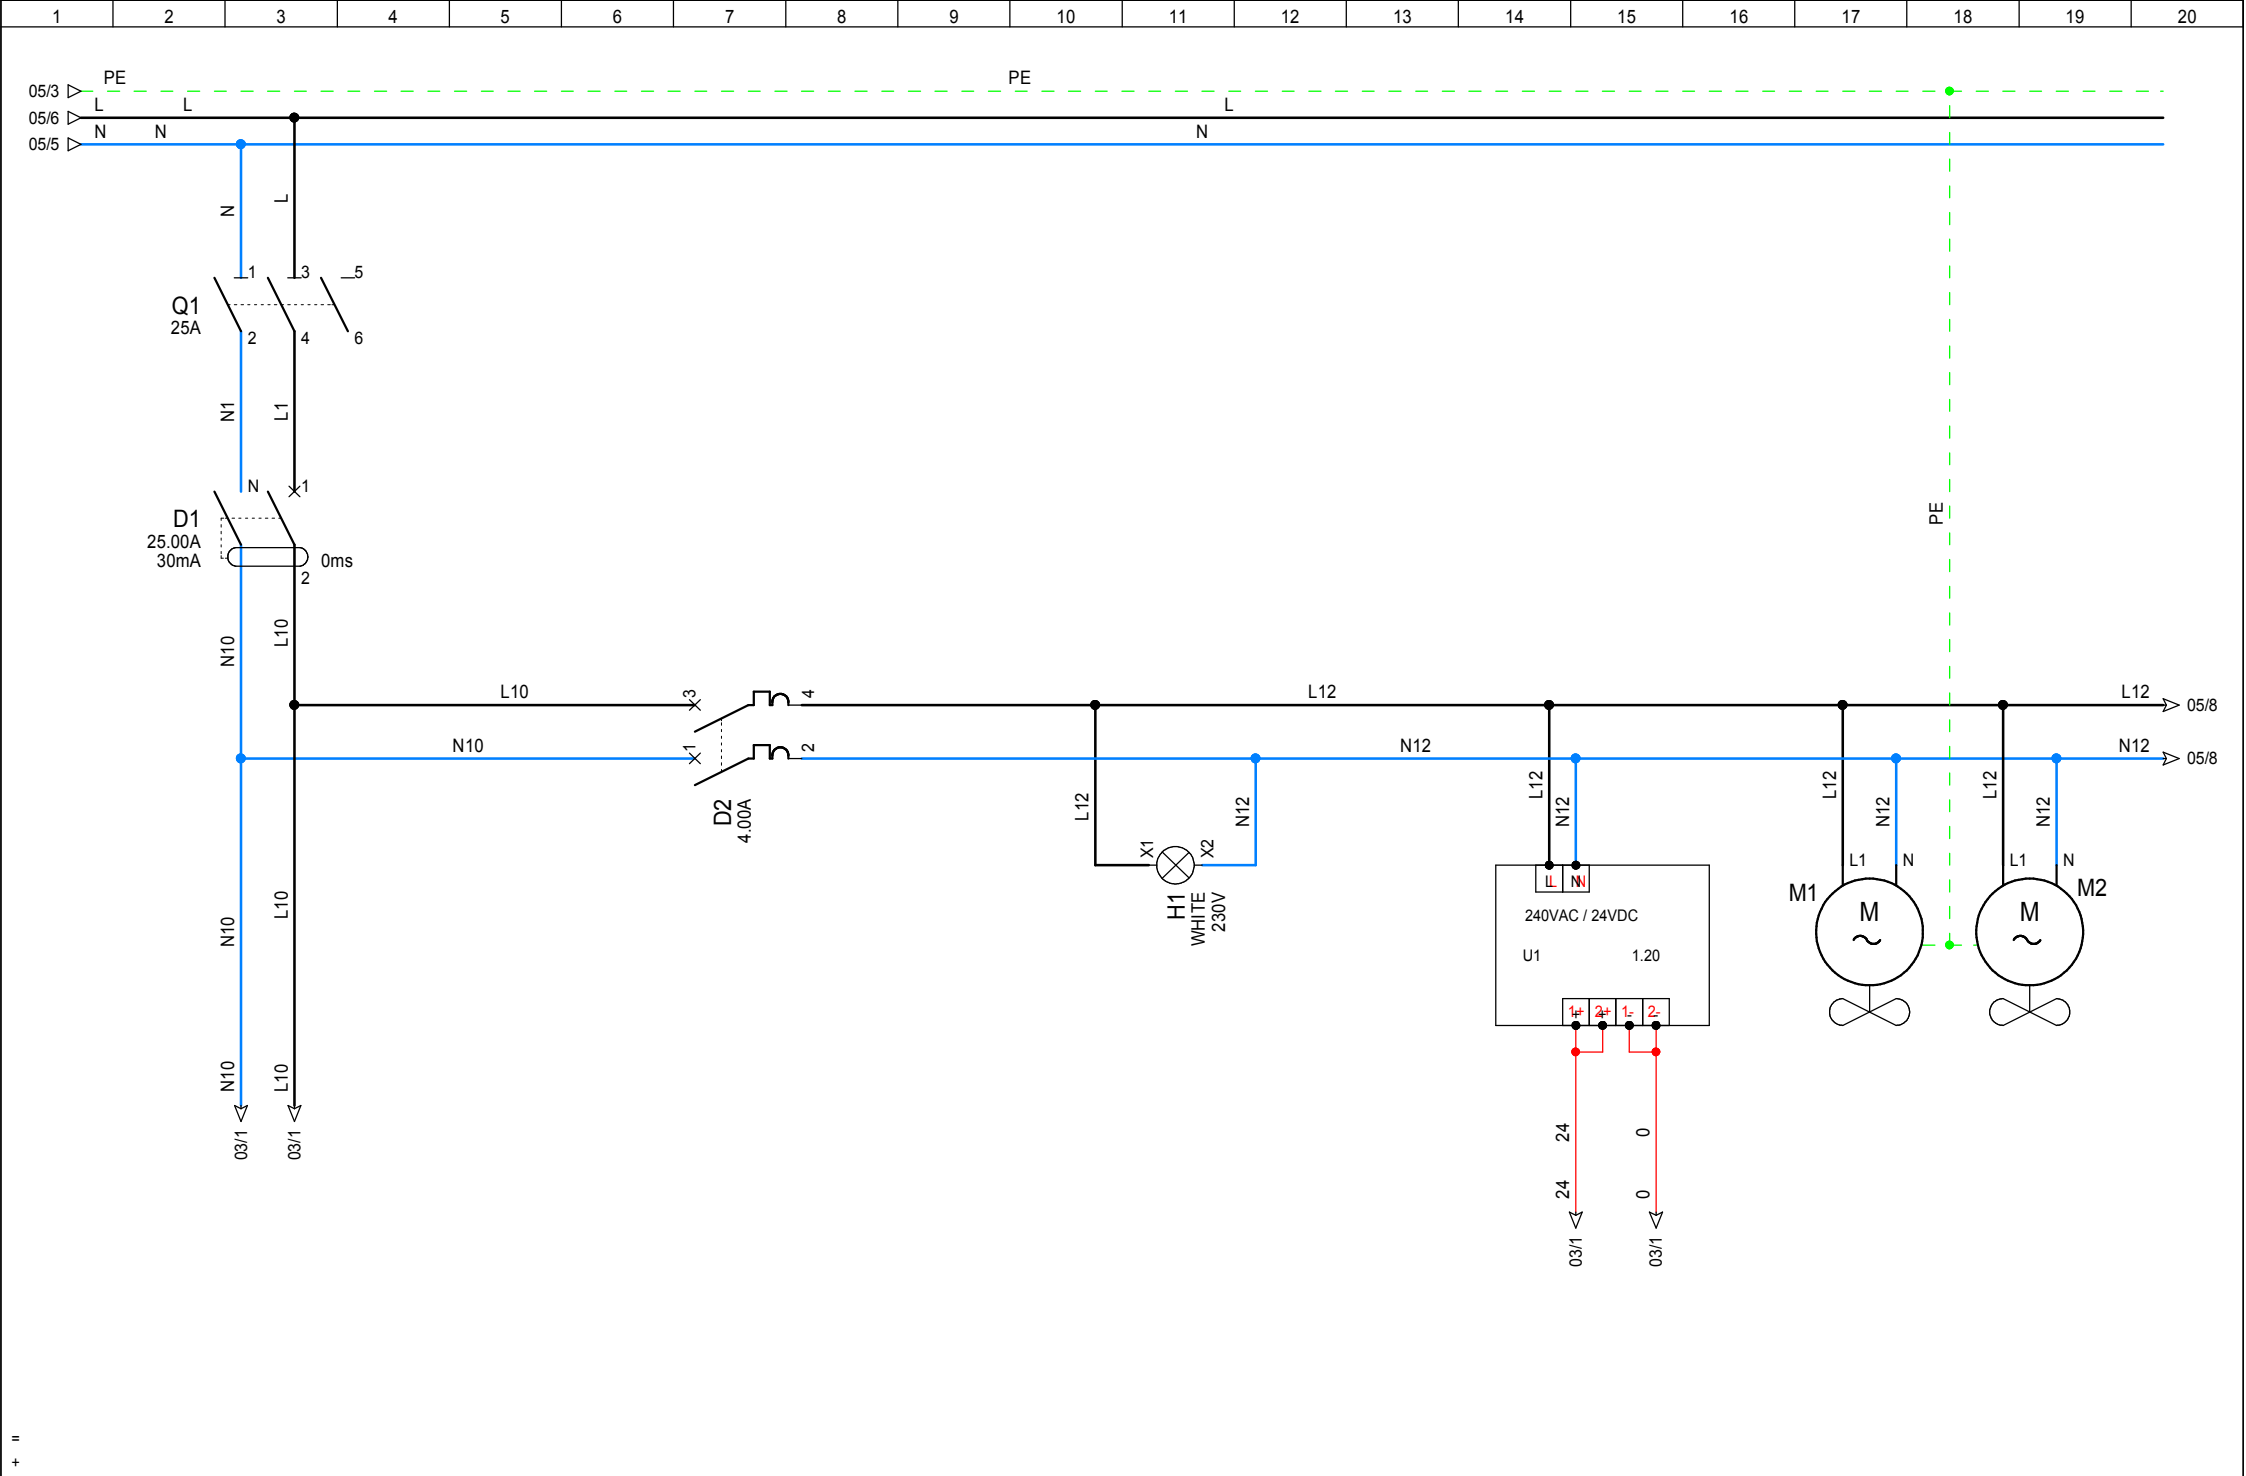 1 2 3 4 5 6 7 8 9 10 11 12 13 14 15 16 17 18 19 20
PE PE
05/3
L L L
05/6
N N N
05/5
N L
1 3 5
Q1
25A
2 4 6
N1 L1
N 1
D1
25.00A
30mA
0ms
2
PE
N10 L10
L10 3 4 L12 L12 05/8
N10 1 2 N12 N12 05/8
D2
4.00A
L12 N12 L12 N12 L12 N12 L12 N12
X1 X2
H1
WHITE
230V
L L N N
240VAC / 24VDC
U1 1.20
1+ 2+ 1- 2-
+ + - -
L1 N L1 N
M1 M2
M M
N10 L10
N10 L10
03/1 03/1
24 0
24 0
03/1 03/1
=
+